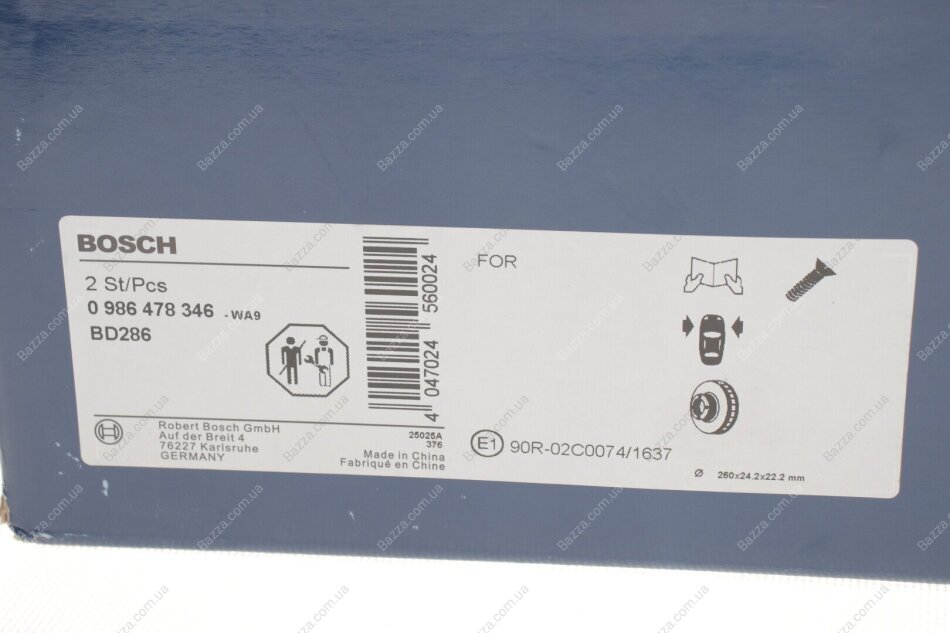 BOSCH
2 St/Pcs
0 986 478 346 -WA9
BD286
Robert Bosch GmbH
Auf der Breit 4
76227 Karlsruhe
GERMANY
25025A
376
Made in China
Fabriqué en Chine
4 047024 560024
FOR
E1 90R-02C0074/1637
Ø 260x24.2x22.2 mm
Bazza.com.ua